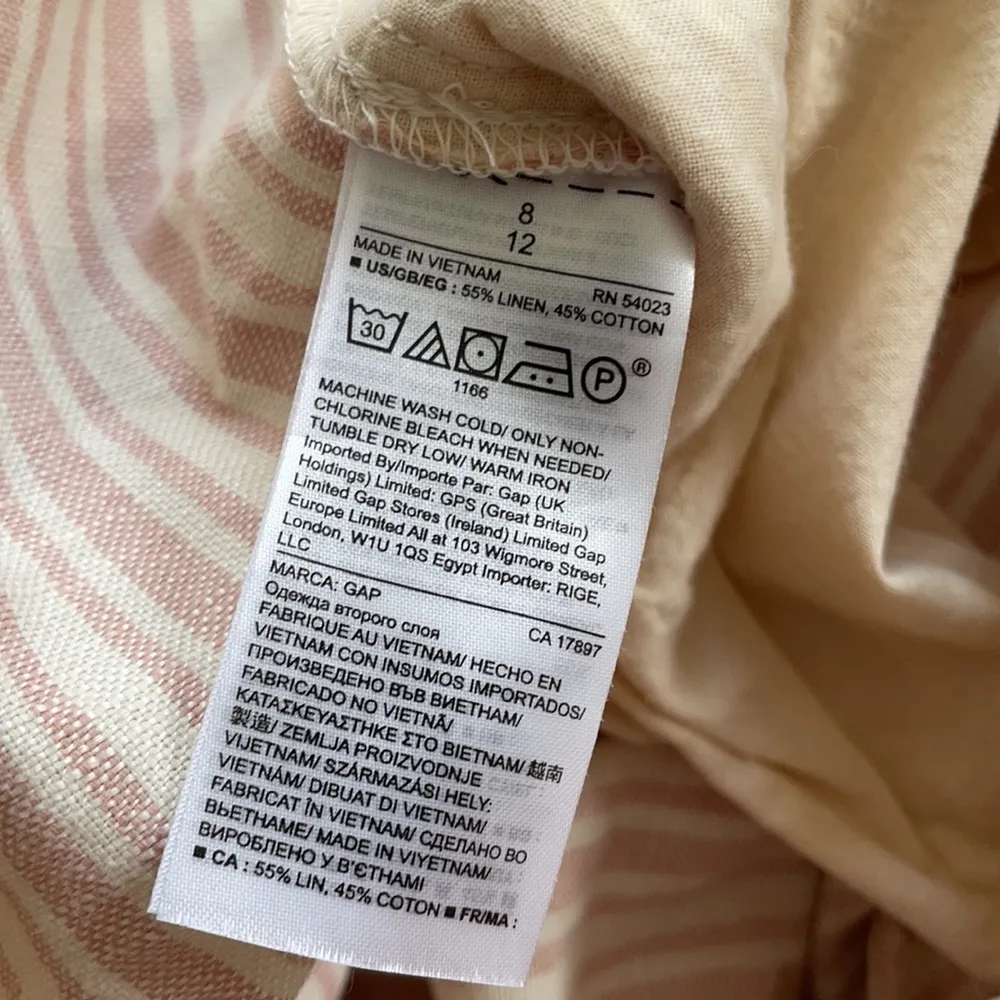 8
12
MADE IN VIETNAM RN 54023
■ US/GB/EG : 55% LINEN, 45% COTTON
30 P ®
1166
MACHINE WASH COLD/ ONLY NON-
CHLORINE BLEACH WHEN NEEDED/
TUMBLE DRY LOW/ WARM IRON
Imported By/Importe Par: Gap (UK
Holdings) Limited: GPS (Great Britain)
Limited Gap Stores (Ireland) Limited Gap
Europe Limited All at 103 Wigmore Street,
London, W1U 1QS Egypt Importer: RIGE,
LLC
MARCA: GAP CA 17897
Одежда второго слоя
FABRIQUE AU VIETNAM/ HECHO EN
VIETNAM CON INSUMOS IMPORTADOS/
ПРОИЗВЕДЕНО ВЪВ ВИЕТНАМ/
FABRICADO NO VIETNÃ/
ΚΑΤΑΣΚΕΥΑΣΤΗΚΕ ΣΤΟ ΒΙΕΤΝΑΜ/ 越南
製造/ ZEMLJA PROIZVODNJE
VIJETNAM/ SZÁRMAZÁSI HELY:
VIETNÁM/ DIBUAT DI VIETNAM/
FABRICAT ÎN VIETNAM/ СДЕЛАНО ВО
ВЬЕТНАМЕ/ MADE IN VIYETNAM/
ВИРОБЛЕНО У В'ЄТНАМІ
■ CA : 55% LIN, 45% COTON ■ FR/MA :